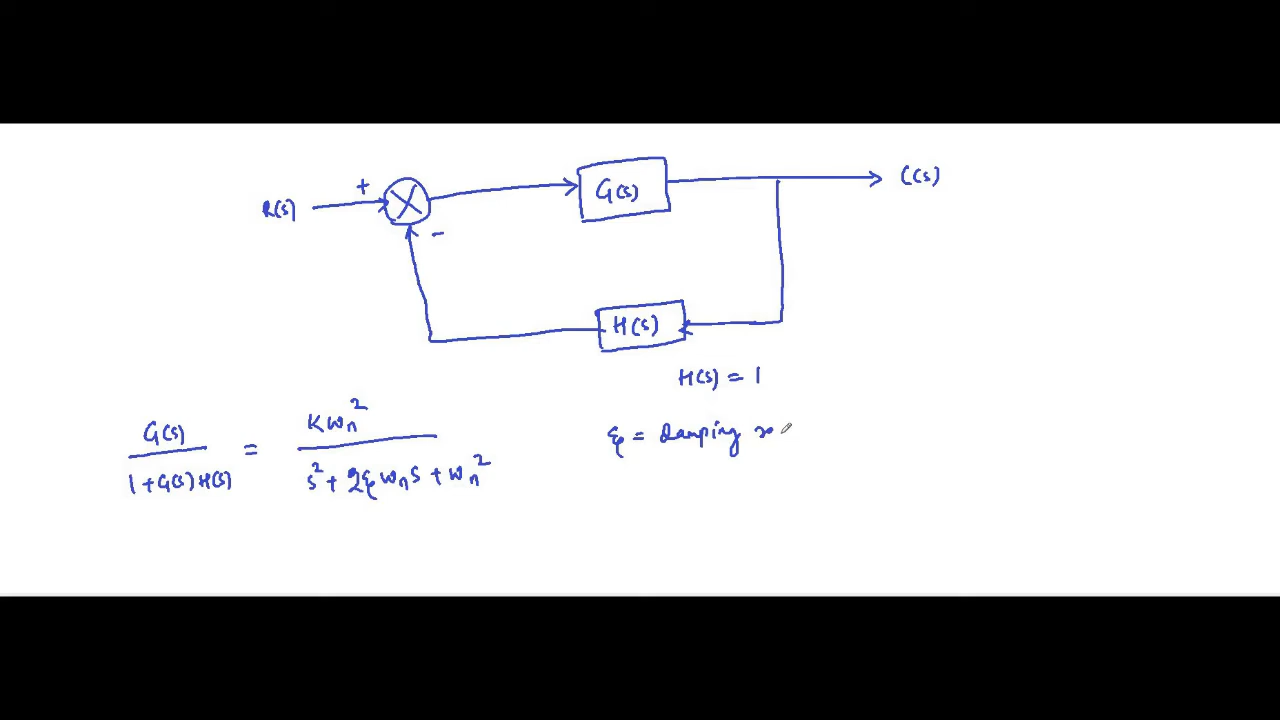 +
R(s)
G(s)
C(s)
-
H(s)
H(s) = 1
G(s) / 1 + G(s) H(s) = Kωn² / s² + 2ξωns + ωn²
ξ = Damping